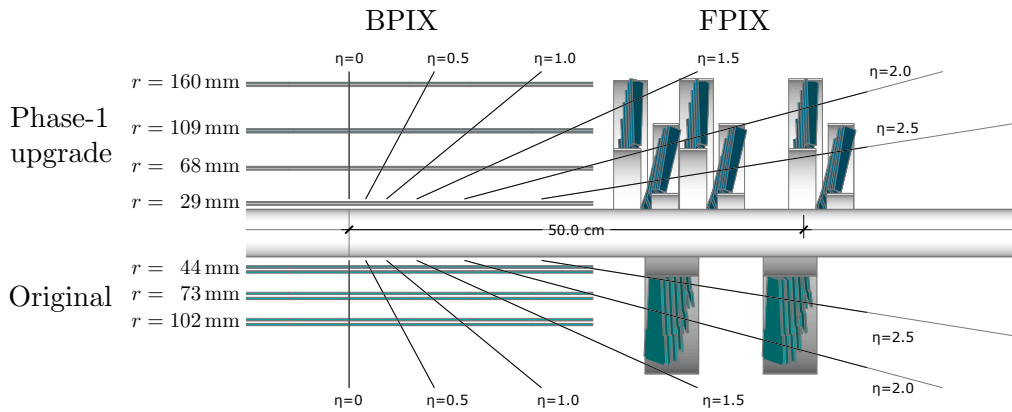 BPIX FPIX
η=0 η=0.5 η=1.0 η=1.5 η=2.0
r = 160 mm
Phase-1
upgrade
r = 109 mm
η=2.5
r = 68 mm
r = 29 mm
50.0 cm
Original
r = 44 mm
r = 73 mm
r = 102 mm
η=2.5
η=0 η=0.5 η=1.0 η=1.5 η=2.0